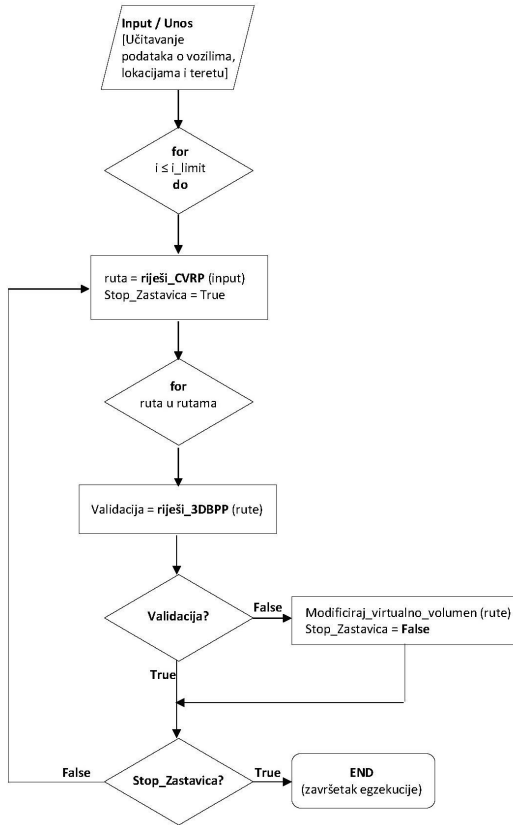 Input / Unos
[Učitavanje
podataka o vozilima,
lokacijama i teretu]
for
i ≤ i_limit
do
ruta = riješi_CVRP (input)
Stop_Zastavica = True
for
ruta u rutama
Validacija = riješi_3DBPP (rute)
Validacija?
False
Modificiraj_virtualno_volumen (rute)
Stop_Zastavica = False
True
False
Stop_Zastavica?
True
END
(završetak egzekucije)